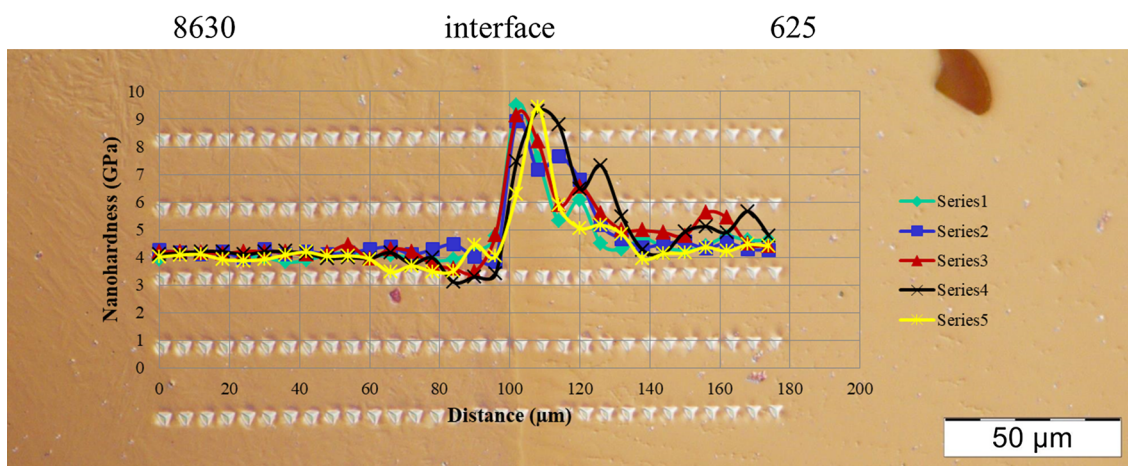 8630 interface 625
Nanohardness (GPa)
10
9
8
7
6
5
4
3
2
1
0
0 20 40 60 80 100 120 140 160 180 200
Distance (µm)
Series1
Series2
Series3
Series4
Series5
50 µm